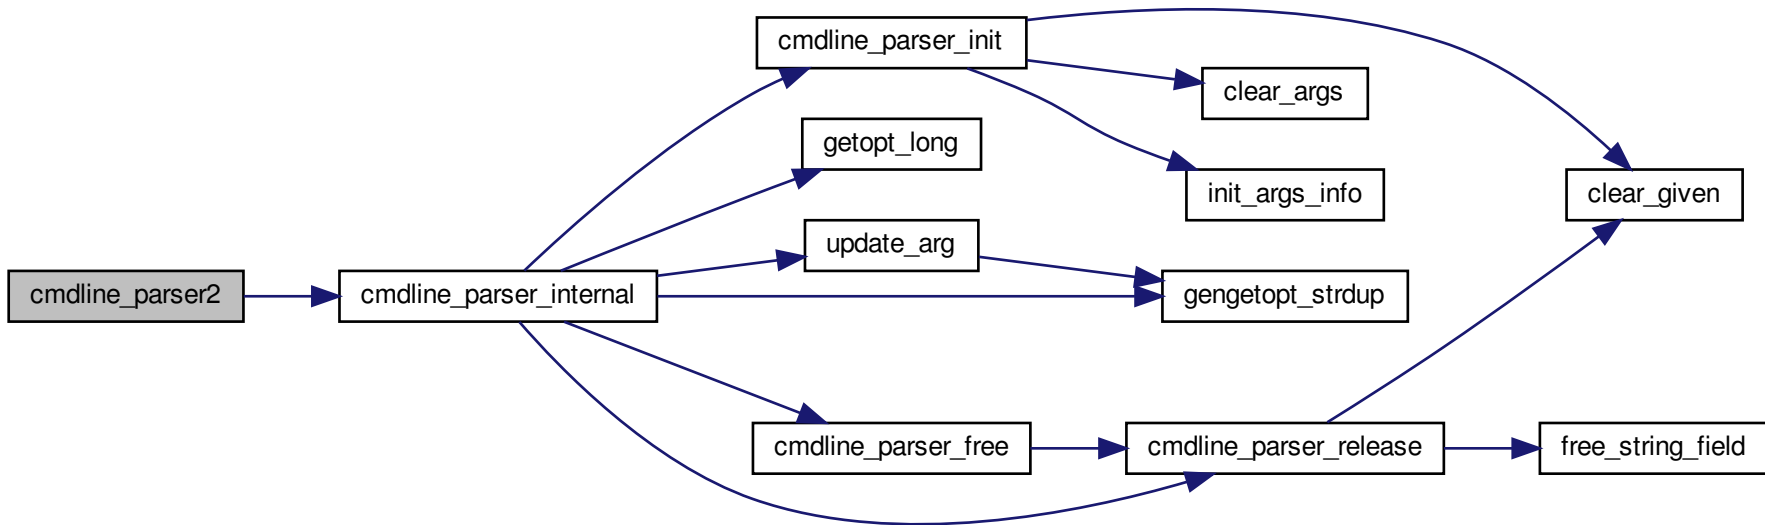 cmdline_parser_init
clear_args
getopt_long
init_args_info
clear_given
update_arg
cmdline_parser2
cmdline_parser_internal
gengetopt_strdup
cmdline_parser_free
cmdline_parser_release
free_string_field